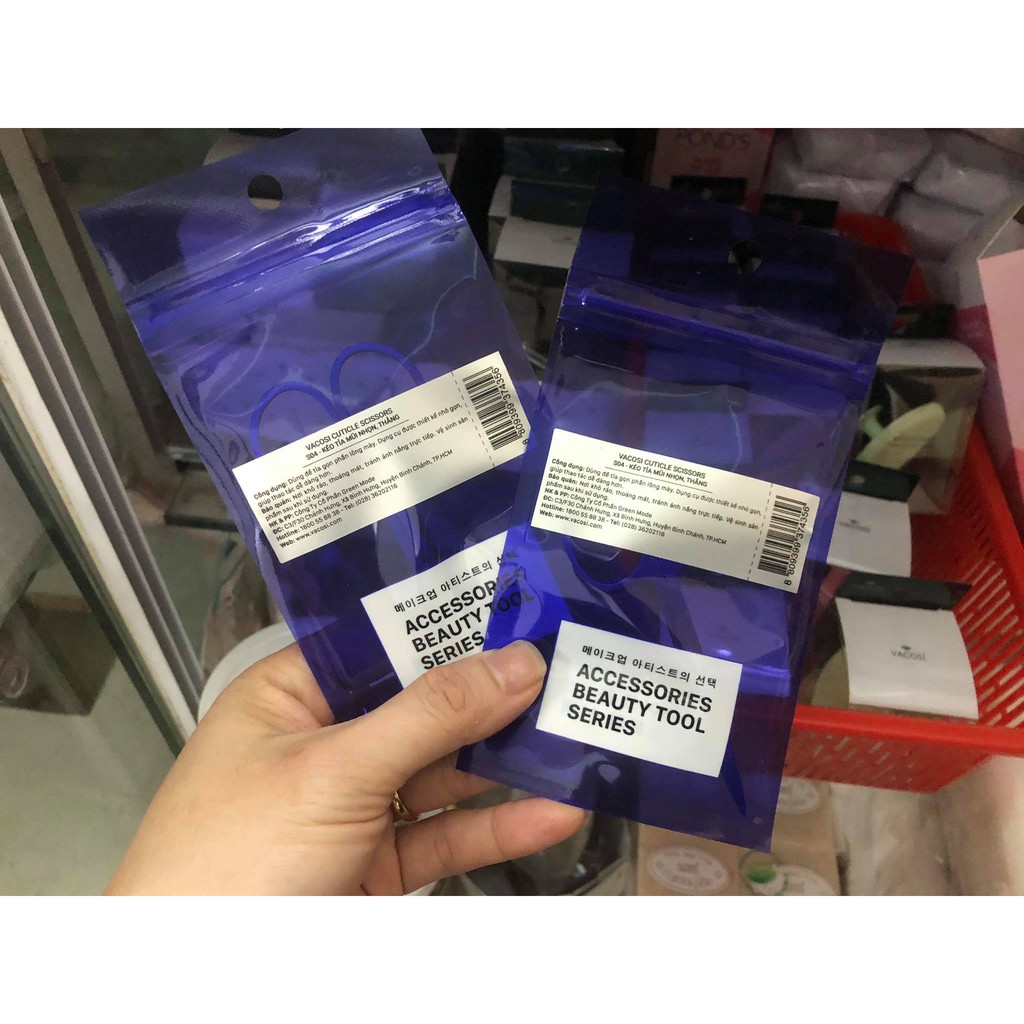 VACOSI CUTICLE SCISSORS
S04 - KÉO TỈA MŨI NHỌN, THẲNG
Công dụng: Dùng để tỉa gọn phần lông mày. Dụng cụ được thiết kế nhỏ gọn,
giúp thao tác dễ dàng hơn.
Bảo quản: Nơi khô ráo, thoáng mát, tránh ánh nắng trực tiếp. Vệ sinh sản
phẩm sau khi sử dụng.
NK & PP: Công Ty Cổ Phần Green Mode
ĐC: C3/F30 Chánh Hưng, Xã Bình Hưng, Huyện Bình Chánh, TP.HCM
Hotline: 1800 55 88 38 - Tel: (028) 36202116
Web: www.vacosi.com
8 809399 374356
메이크업 아티스트의
ACCESSORIES
BEAUTY TOOL
SERIES
VACOSI CUTICLE SCISSORS
S04 - KÉO TỈA MŨI NHỌN, THẲNG
Công dụng: Dùng để tỉa gọn phần lông mày. Dụng cụ được thiết kế nhỏ gọn,
giúp thao tác dễ dàng hơn.
Bảo quản: Nơi khô ráo, thoáng mát, tránh ánh nắng trực tiếp. Vệ sinh sản
phẩm sau khi sử dụng.
NK & PP: Công Ty Cổ Phần Green Mode
ĐC: C3/F30 Chánh Hưng, Xã Bình Hưng, Huyện Bình Chánh, TP.HCM
Hotline: 1800 55 88 38 - Tel: (028) 36202116
Web: www.vacosi.com
8 809399 374356
메이크업 아티스트의 선택
ACCESSORIES
BEAUTY TOOL
SERIES
POND'S
VACOSI